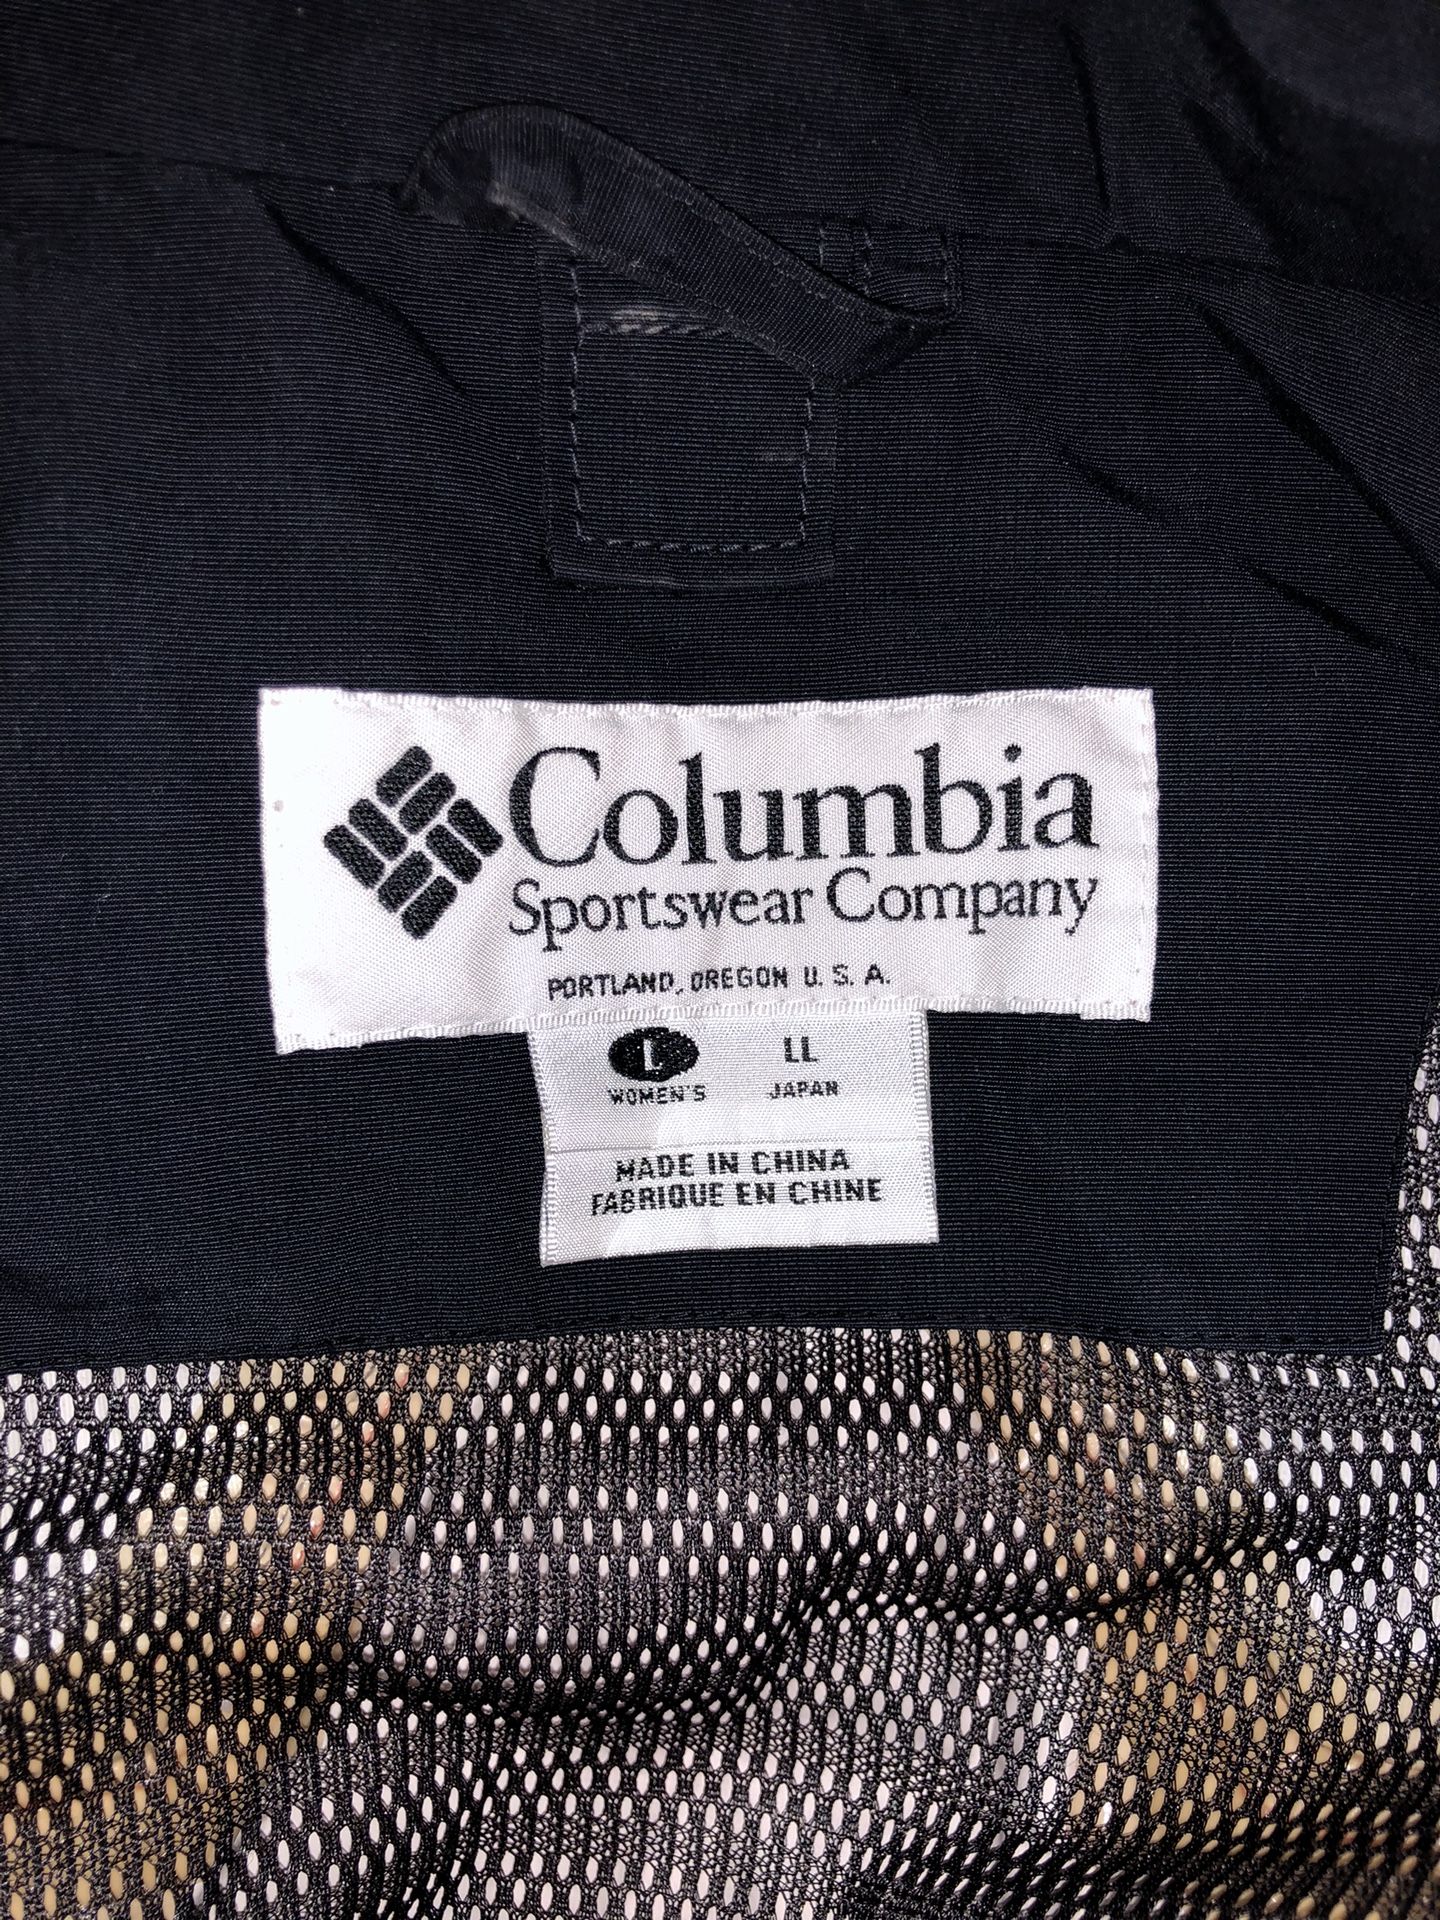 Columbia
Sportswear Company
PORTLAND, OREGON U. S. A.
L LL
WOMEN'S JAPAN
MADE IN CHINA
FABRIQUE EN CHINE